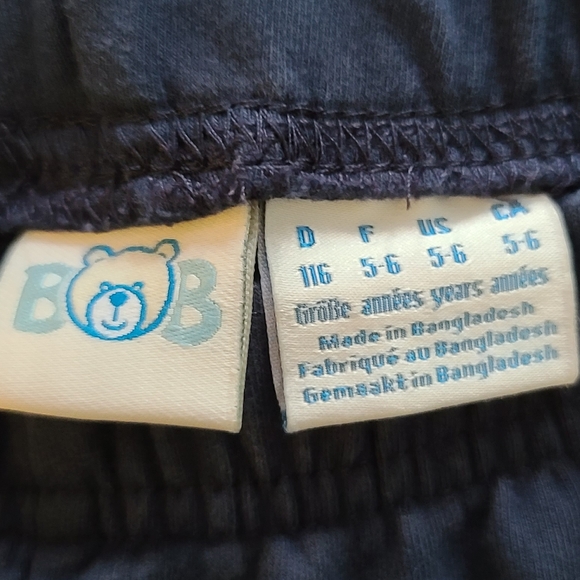 BOB
D F US CA
116 5-6 5-6 5-6
Größe années years années
Made in Bangladesh
Fabriqué au Bangladesh
Gemaakt in Bangladesh